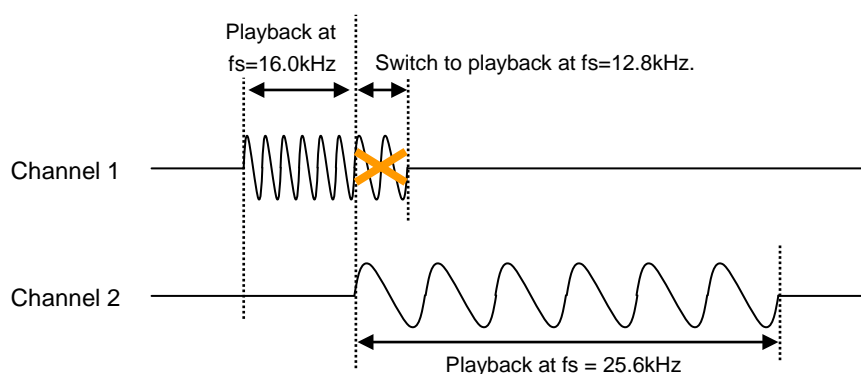 Playback at
fs=16.0kHz
Switch to playback at fs=12.8kHz.
Channel 1
Channel 2
Playback at fs = 25.6kHz